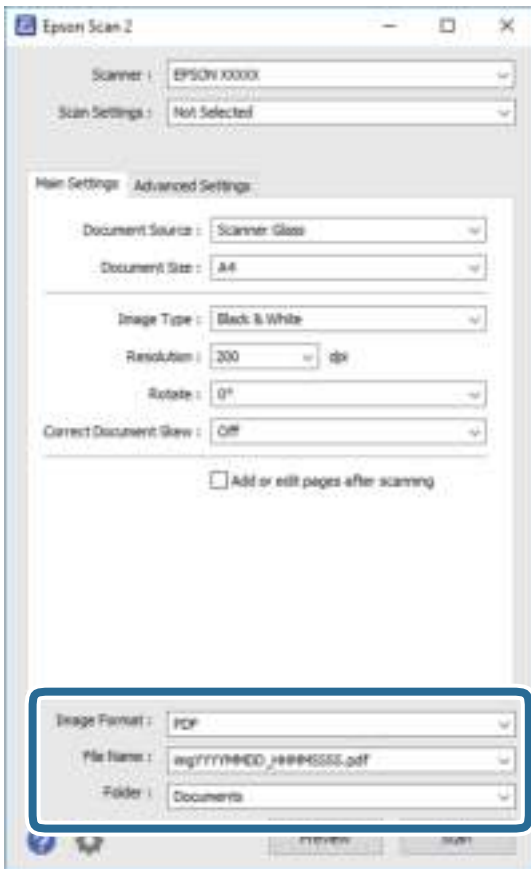 Epson Scan 2
Scanner : EPSON XXXXX
Scan Settings : Not Selected
Main Settings Advanced Settings
Document Source : Scanner Glass
Document Size : A4
Image Type : Black & White
Resolution : 200 dpi
Rotate : 0°
Correct Document Skew : Off
Add or edit pages after scanning
Image Format : PDF
File Name :
Folder : Documents
Preview Scan